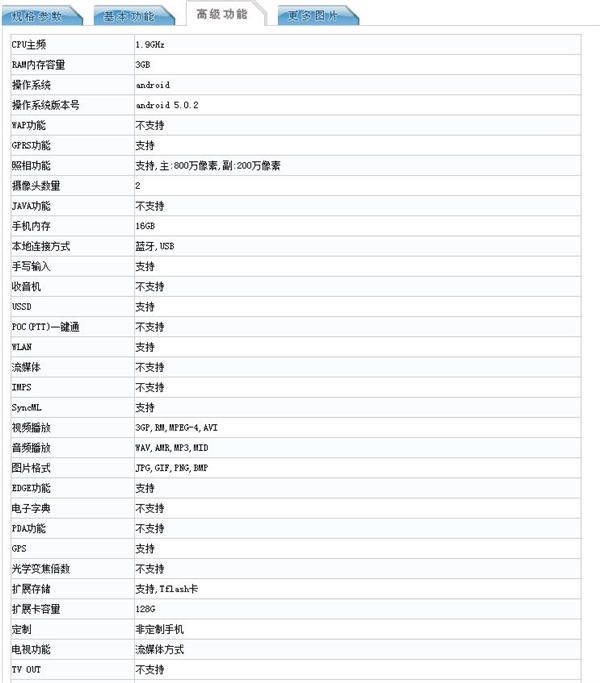 规格参数 基本功能 高级功能 更多图片
CPU主频 1.9GHz
RAM内存容量 3GB
操作系统 android
操作系统版本号 android 5.0.2
WAP功能 不支持
GPRS功能 支持
照相功能 支持,主:800万像素,副:200万像素
摄像头数量 2
JAVA功能 不支持
手机内存 16GB
本地连接方式 蓝牙,USB
手写输入 支持
收音机 不支持
USSD 支持
POC(PTT)一键通 不支持
WLAN 支持
流媒体 不支持
IMPS 不支持
SyncML 支持
视频播放 3GP,RM,MPEG-4,AVI
音频播放 WAV,AMR,MP3,MID
图片格式 JPG,GIF,PNG,BMP
EDGE功能 支持
电子字典 不支持
PDA功能 不支持
GPS 支持
光学变焦倍数 不支持
扩展存储 支持,Tflash卡
扩展卡容量 128G
定制 非定制手机
电视功能 流媒体方式
TV OUT 不支持